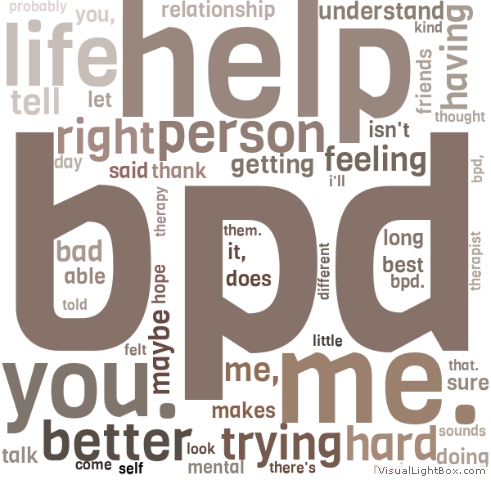 probably
you,
relationship
understand
kind
life
help
having
friends
tell
let
thought
right
person
isn't
day
said
thank
getting
feeling
i'll
bpd,
bpd
therapy
them.
it,
does
different
long
best
bpd.
therapist
bad
able
told
hope
maybe
felt
little
you.
me,
me.
that.
sure
makes
sounds
talk
better
look
trying
hard
doing
come
self
mental
there's
VisualLightBox.com